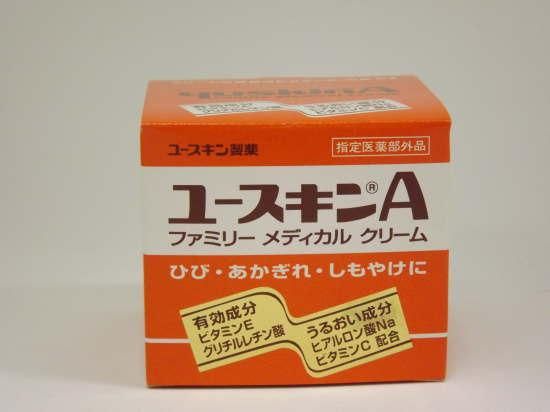 ユースキン製薬
指定医薬部外品
ユースキン®A
ファミリー メディカル クリーム
ひび・あかぎれ・しもやけに
有効成分
ビタミンE
グリチルレチン酸
うるおい成分
ヒアルロン酸Na
ビタミンC 配合